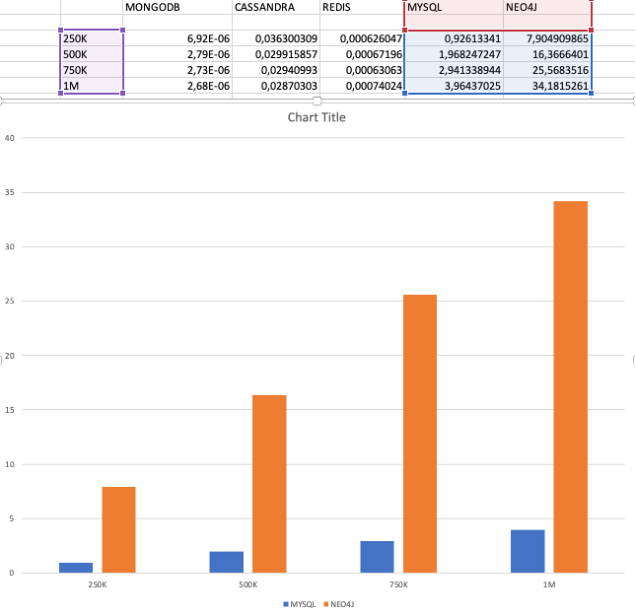 MONGODB CASSANDRA REDIS MYSQL NEO4J
250K 6,92E-06 0,036300309 0,000626047 0,92613341 7,904909865
500K 2,79E-06 0,029915857 0,00067196 1,968247247 16,3666401
750K 2,73E-06 0,02940993 0,00063063 2,941338944 25,5683516
1M 2,68E-06 0,02870303 0,00074024 3,96437025 34,1815261
Chart Title
40
35
30
25
20
15
10
5
0
250K 500K 750K 1M
MYSQL NEO4J